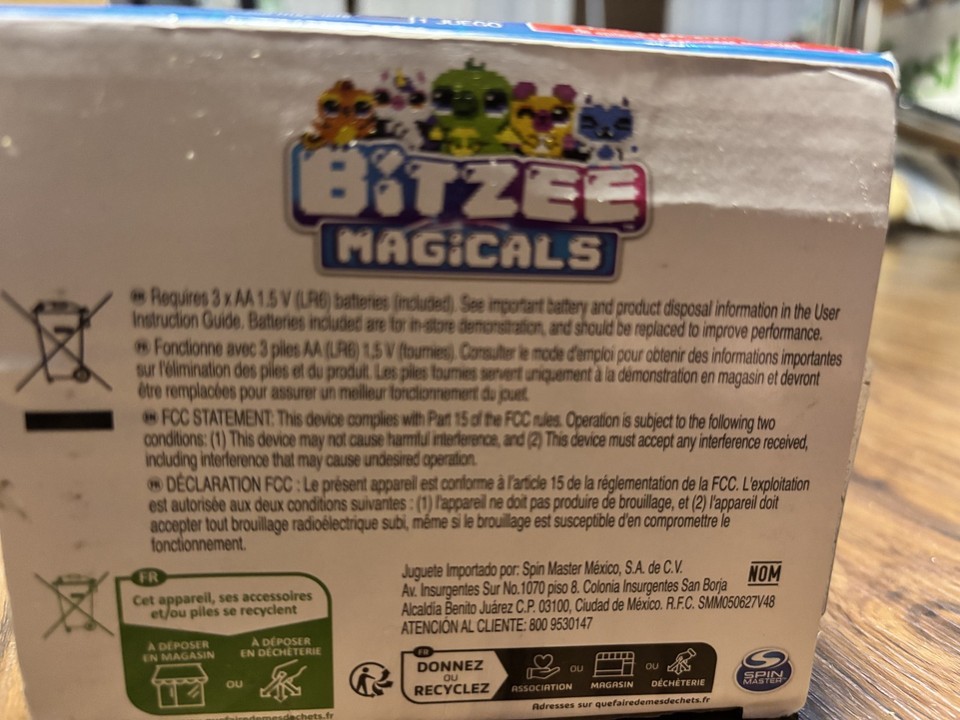 1 JUEGO
BiTZEE
MAGiCALS
EN Requires 3 x AA 1.5 V (LR6) batteries (included). See important battery and product disposal information in the User
Instruction Guide. Batteries included are for in-store demonstration, and should be replaced to improve performance.
FR Fonctionne avec 3 piles AA (LR6) 1,5 V (fournies). Consulter le mode d'emploi pour obtenir des informations importantes
sur l'élimination des piles et du produit. Les piles fournies servent uniquement à la démonstration en magasin et devront
être remplacées pour assurer un meilleur fonctionnement du jouet.
EN FCC STATEMENT: This device complies with Part 15 of the FCC rules. Operation is subject to the following two
conditions: (1) This device may not cause harmful interference, and (2) This device must accept any interference received,
including interference that may cause undesired operation.
FR DÉCLARATION FCC : Le présent appareil est conforme à l'article 15 de la réglementation de la FCC. L'exploitation
est autorisée aux deux conditions suivantes : (1) l'appareil ne doit pas produire de brouillage, et (2) l'appareil doit
accepter tout brouillage radioélectrique subi, même si le brouillage est susceptible d'en compromettre le
fonctionnement.
Juguete Importado por: Spin Master México, S.A. de C.V.
Av. Insurgentes Sur No.1070 piso 8. Colonia Insurgentes San Borja
Alcaldía Benito Juárez C.P. 03100, Ciudad de México. R.F.C. SMM050627V48
ATENCIÓN AL CLIENTE: 800 9530147
NOM
FR
Cet appareil, ses accessoires
et/ou piles se recyclent
À DÉPOSER EN MAGASIN
OU
À DÉPOSER EN DÉCHÈTERIE
quefairedemesdechets.fr
FR
DONNEZ
OU
RECYCLEZ
ASSOCIATION OU MAGASIN OU DÉCHÈTERIE
Adresses sur quefairedemesdechets.fr
SPIN
MASTER